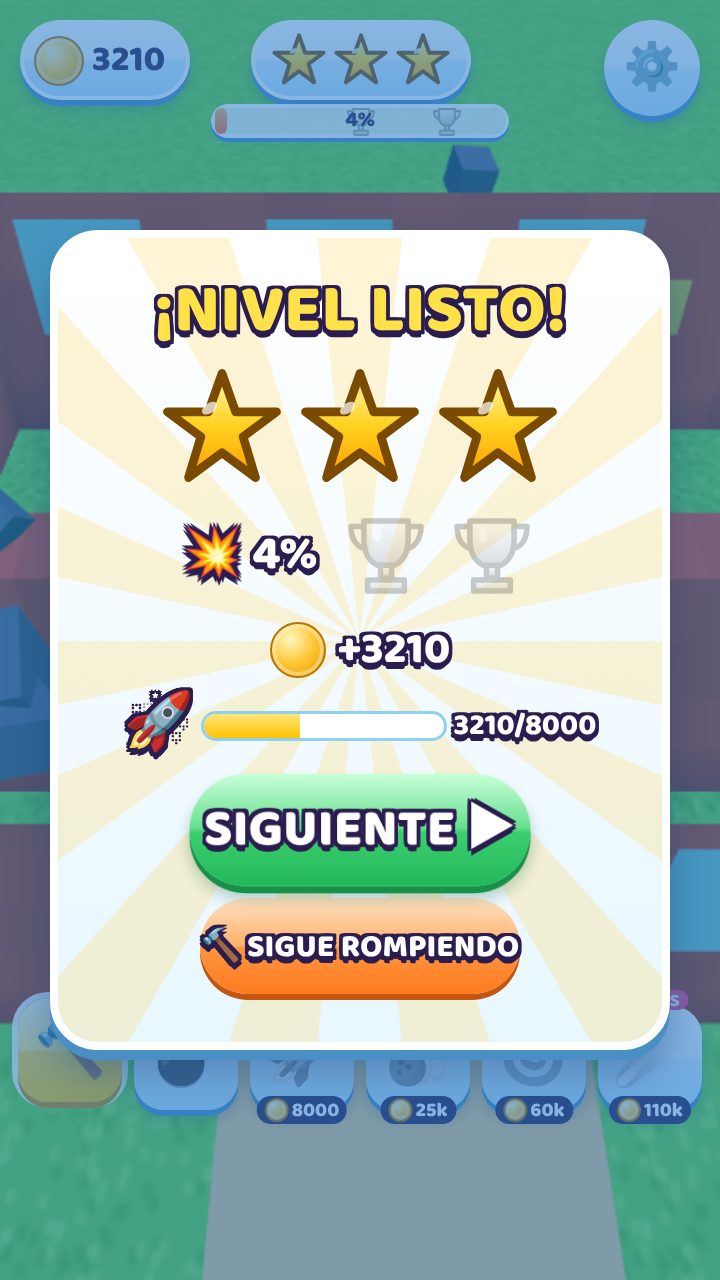 3210
4%
¡NIVEL LISTO!
4%
+3210
3210/8000
SIGUIENTE
SIGUE ROMPIENDO
8000
25k
60k
110k